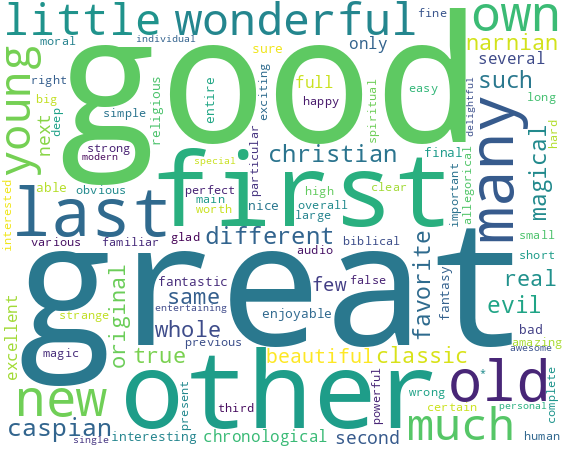 little
wonderful
fine
own
moral
individual
sure
only
narnian
good
young
right
religious
entire
exciting
full
happy
spiritual
easy
several
such
delightful
long
big
next
deep
simple
strong
modern
christian
final
many
magical
hard
first
special
able
obvious
particular
perfect
main
worth
nice
high
overall
large
clear
important
allegorical
last
interested
various
familiar
glad
different
audio
biblical
small
great
favorite
fantasy
short
real
evil
original
fantastic
same
few
false
strange
entertaining
enjoyable
bad
amazing
excellent
magic
whole
previous
awesome
true
beautiful
classic
other
old
new
present
third
powerful
wrong
certain
*
personal
complete
much
caspian
single
interesting
chronological
second
human